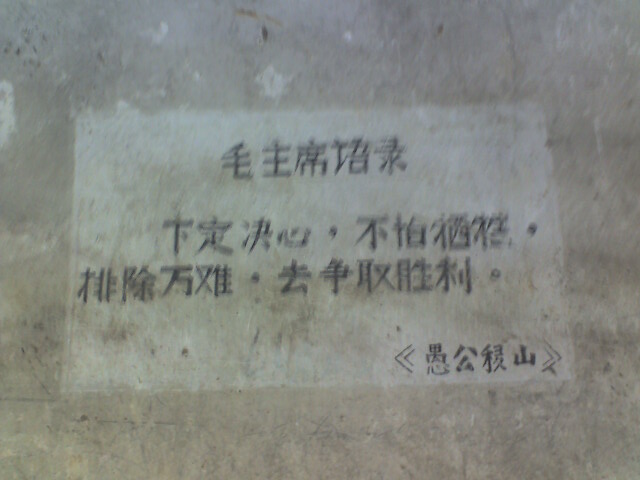 毛主席语录
下定决心，不怕牺牲，
排除万难，去争取胜利。
《愚公移山》